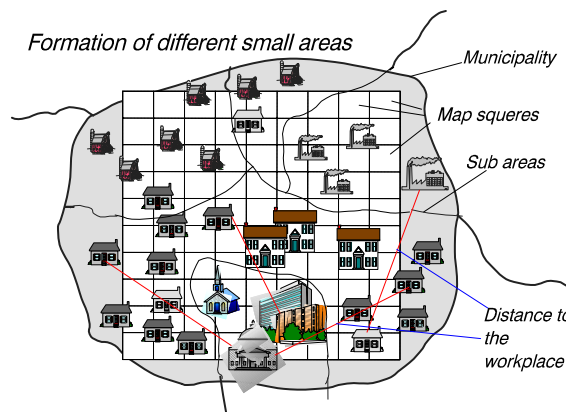 Formation of different small areas
Municipality
Map squeres
Sub areas
Distance to
the
workplace